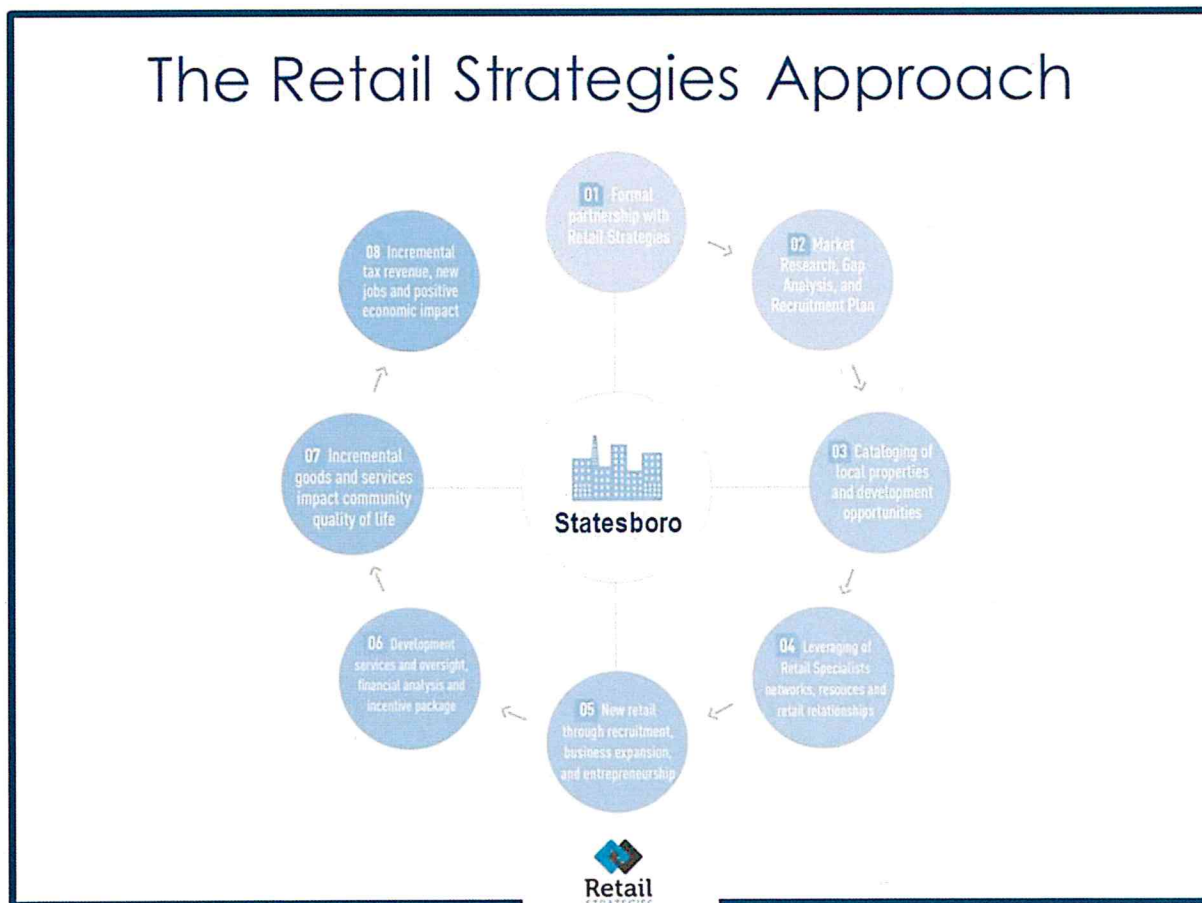 The Retail Strategies Approach
01 Formal
partnership with
Retail Strategies
02 Market
Research, Gap
Analysis, and
Recruitment Plan
03 Cataloging of
local properties
and development
opportunities
04 Leveraging of
Retail Specialists
networks, resouces and
retail relationships
05 New retail
through recruitment,
business expansion,
and entrepreneurship
06 Development
services and oversight,
financial analysis and
incentive package
07 Incremental
goods and services
impact community
quality of life
08 Incremental
tax revenue, new
jobs and positive
economic impact
Statesboro
Retail
STRATEGIES